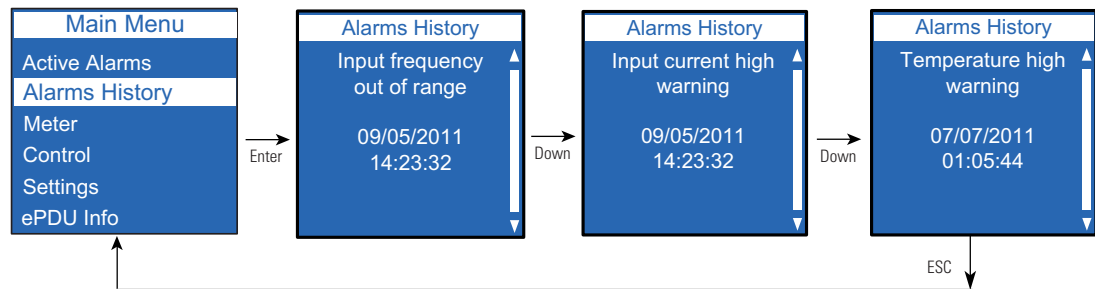 Main Menu
Active Alarms
Alarms History
Meter
Control
Settings
ePDU Info
Enter
Alarms History
Input frequency
out of range
09/05/2011
14:23:32
Down
Alarms History
Input current high
warning
09/05/2011
14:23:32
Down
Alarms History
Temperature high
warning
07/07/2011
01:05:44
ESC